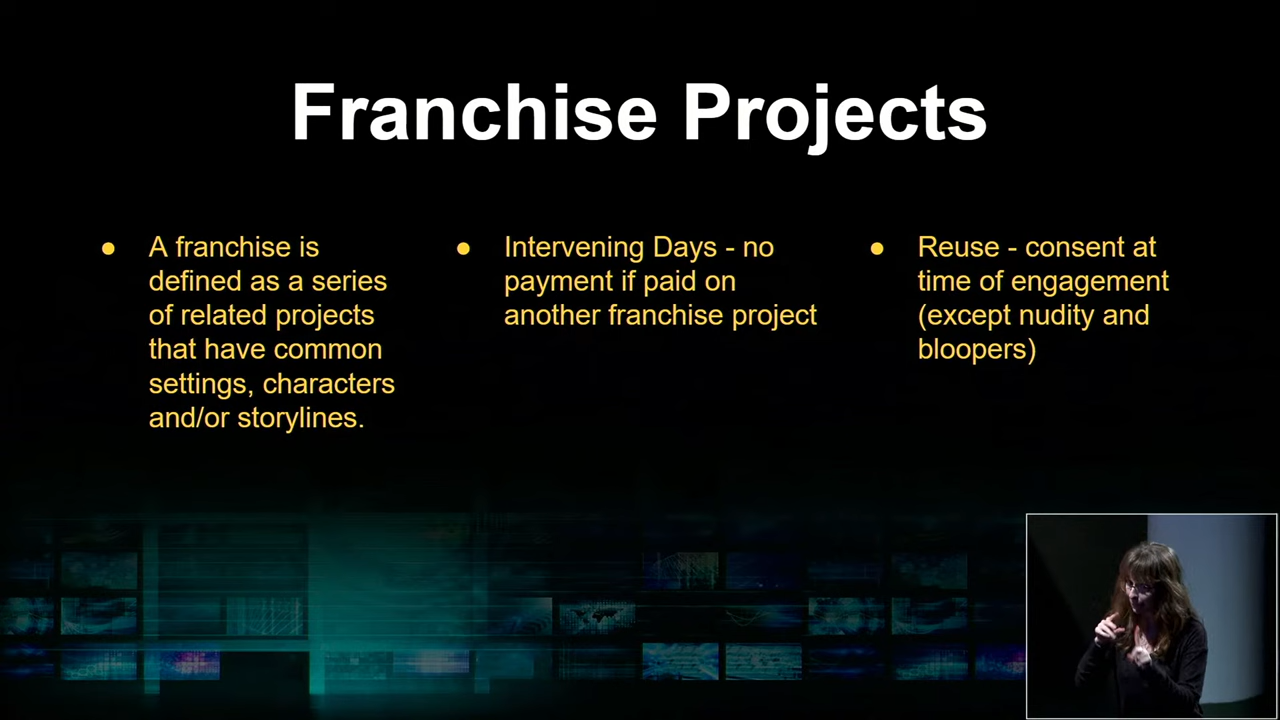 Franchise Projects
● A franchise is
defined as a series
of related projects
that have common
settings, characters
and/or storylines.
● Intervening Days - no
payment if paid on
another franchise project
● Reuse - consent at
time of engagement
(except nudity and
bloopers)